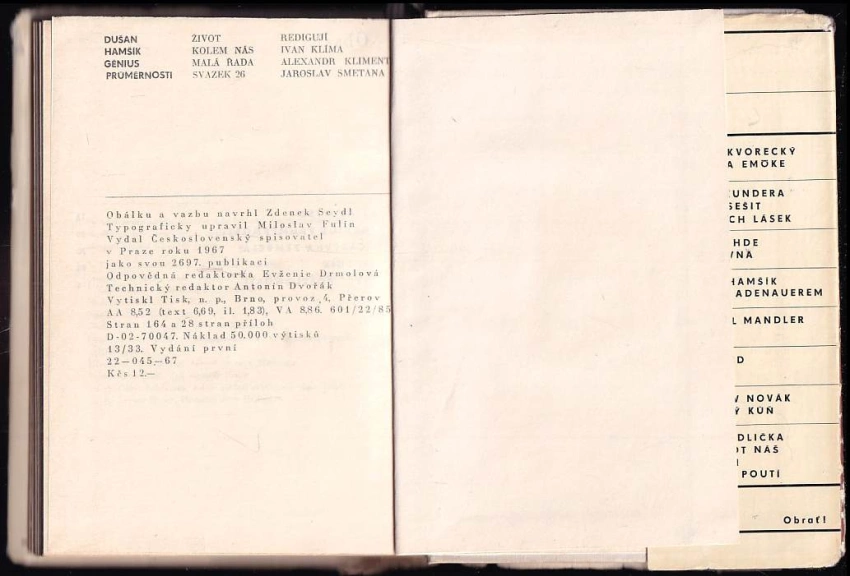 DUŠAN ŽIVOT REDIGUJÍ
HAMŠÍK KOLEM NÁS IVAN KLÍMA
GÉNIUS MALÁ ŘADA ALEXANDR KLIMENT
PRŮMĚRNOSTI SVAZEK 26 JAROSLAV SMETANA
Obálku a vazbu navrhl Zdenek Seydl
Typograficky upravil Miloslav Fulín
Vydal Československý spisovatel
v Praze roku 1967
jako svou 2697. publikaci
Odpovědná redaktorka Evženie Drmolová
Technický redaktor Antonín Dvořák
Vytiskl Tisk, n. p., Brno, provoz 4, Přerov
AA 8,52 (text 6,69, il. 1,83), VA 8,86. 601/22/85
Stran 164 a 28 stran příloh
D-02-70047. Náklad 50.000 výtisků
13/33. Vydání první
22—045—67
Kčs 12.—
KVORECKÝ
A EMÖKE
KUNDERA
SEŠIT
CH LÁSEK
HDE
VNÁ
HAMŠÍK
ADENAUEREM
L MANDLER
D
V NOVÁK
Ý KŮŇ
DLIČKA
OT NÁŠ
I
POUTI
Obrať!